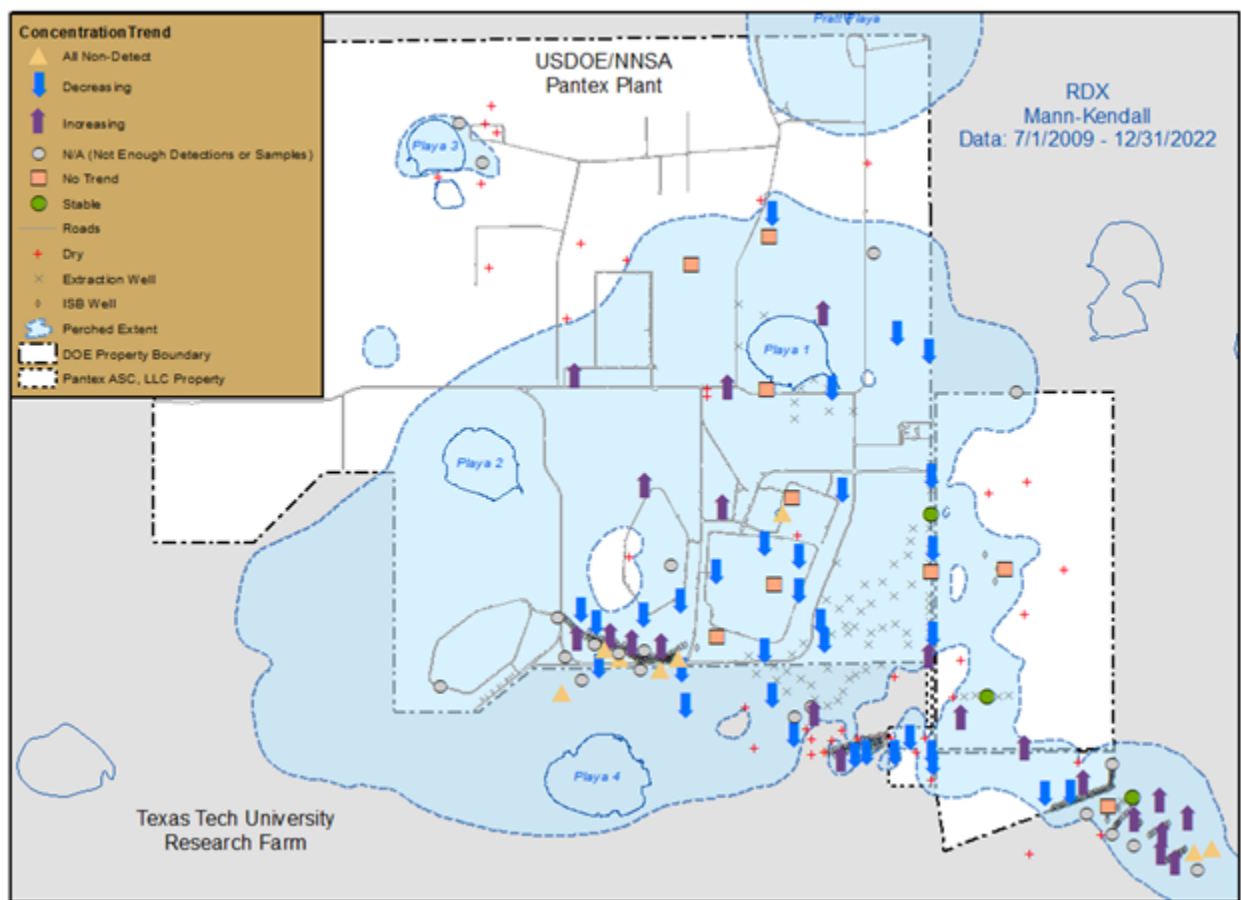 ConcentrationTrend
All Non-Detect
Decreasing
Increasing
N/A (Not Enough Detections or Samples)
No Trend
Stable
Roads
Dry
Extraction Well
ISB Well
Perched Extent
DOE Property Boundary
Pantex ASC, LLC Property
Pratt Playa
USDOE/NNSA
Pantex Plant
RDX
Mann-Kendall
Data: 7/1/2009 - 12/31/2022
Playa 3
Playa 1
Playa 2
Playa 4
Texas Tech University
Research Farm